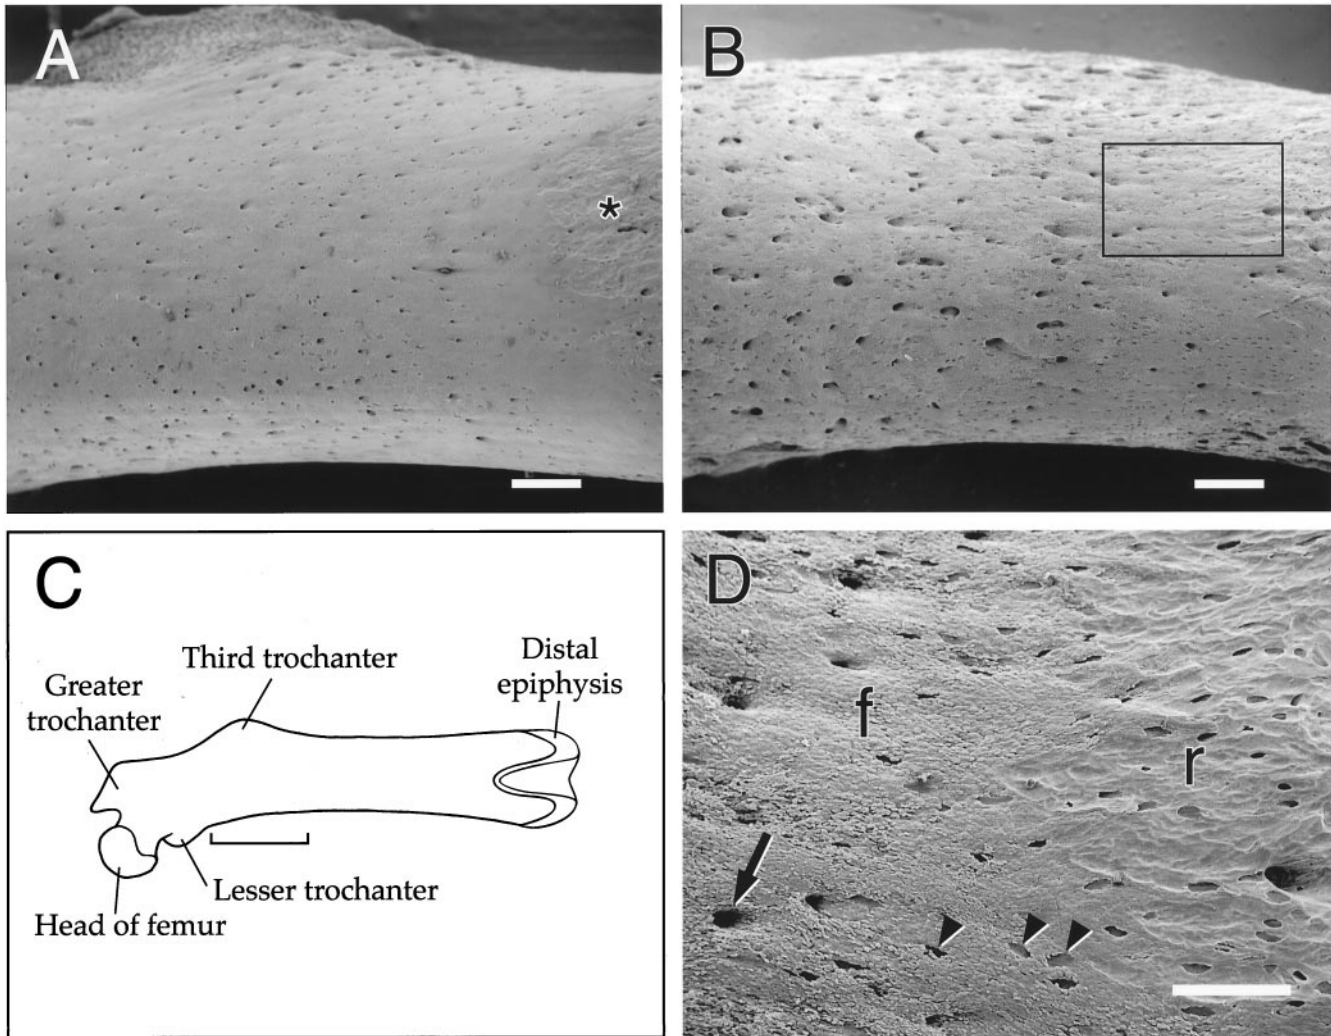 A
B
*
C
Third trochanter
Distal
epiphysis
Greater
trochanter
Lesser trochanter
Head of femur
D
f
r